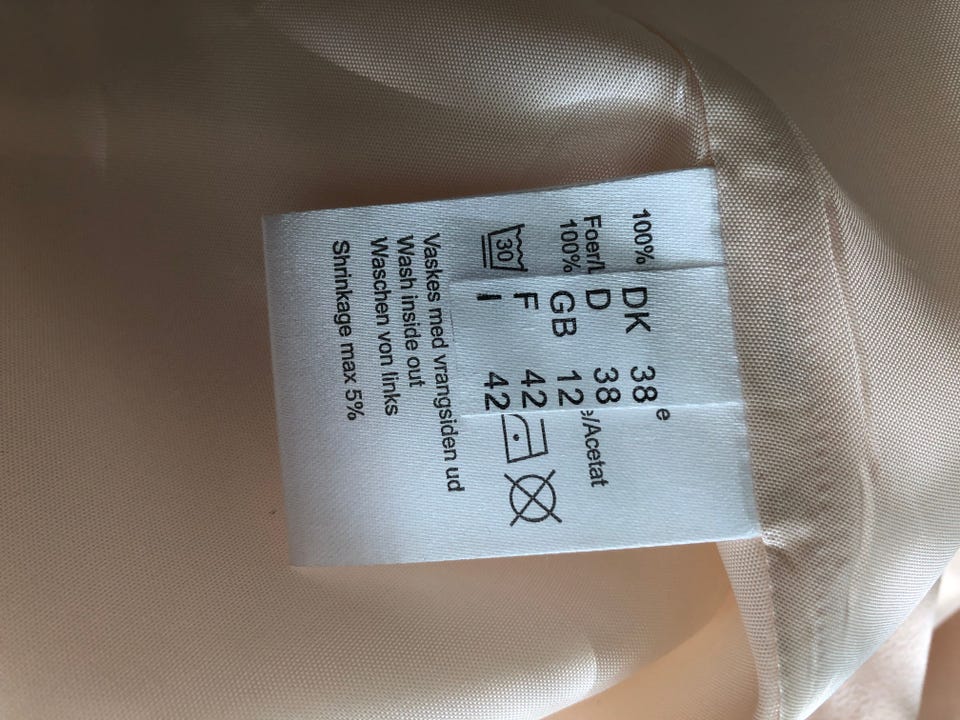 100% e
Foer/L e/Acetat
100%
30
DK 38
D 38
GB 12
F 42
I 42
Vaskes med vrangsiden ud
Wash inside out
Waschen von links
Shrinkage max 5%